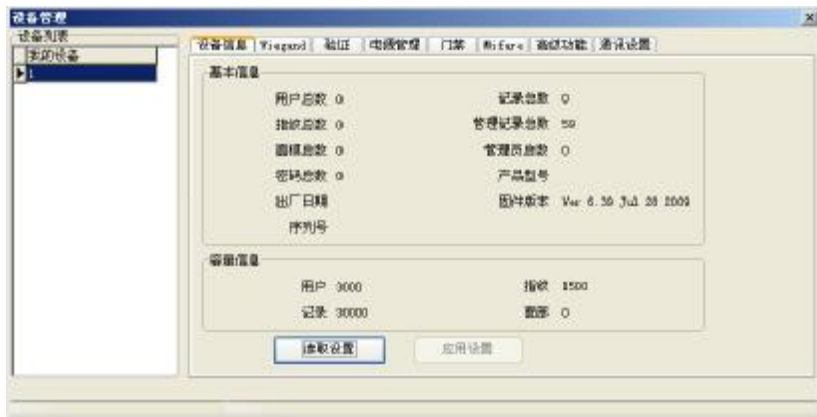 设备管理
设备列表
我的设备
1
设备信息 Wiegand 验证 电源管理 门禁 Mifare 高级功能 通讯设置
基本信息
用户总数 0 记录总数 0
指纹总数 0 管理记录总数 59
面模总数 0 管理员总数 0
密码总数 0 产品型号
出厂日期 固件版本 Ver 6.39 Jul 28 2009
序列号
容量信息
用户 3000 指纹 1500
记录 30000 面部 0
读取设置 应用设置